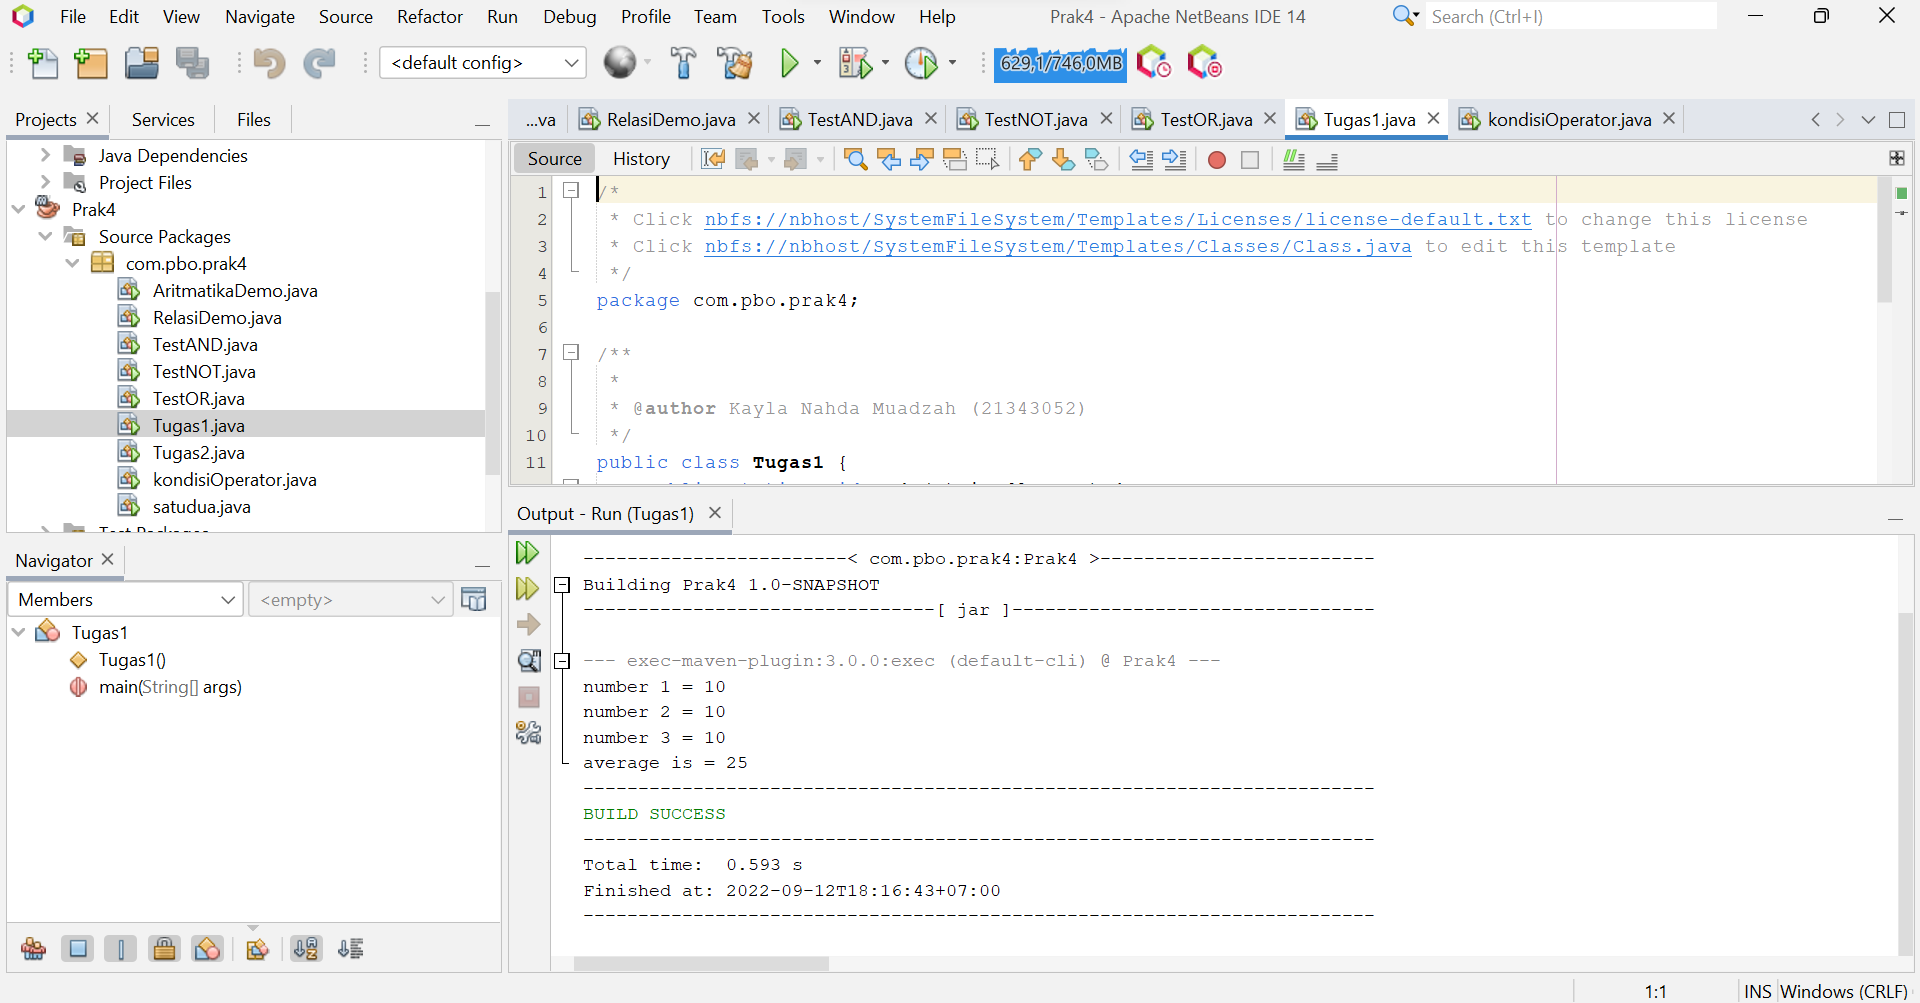 File Edit View Navigate Source Refactor Run Debug Profile Team Tools Window Help Prak4 - Apache NetBeans IDE 14 Search (Ctrl+I)
<default config> 629,1/746,0MB
Projects Services Files
Java Dependencies
Project Files
Prak4
Source Packages
com.pbo.prak4
AritmatikaDemo.java
RelasiDemo.java
TestAND.java
TestNOT.java
TestOR.java
Tugas1.java
Tugas2.java
kondisiOperator.java
satudua.java
Navigator
Members <empty>
Tugas1
Tugas1()
main(String[] args)
...va RelasiDemo.java TestAND.java TestNOT.java TestOR.java Tugas1.java kondisiOperator.java
Source History
1 /*
2 * Click nbfs://nbhost/SystemFileSystem/Templates/Licenses/license-default.txt to change this license
3 * Click nbfs://nbhost/SystemFileSystem/Templates/Classes/Class.java to edit this template
4 */
5 package com.pbo.prak4;
6
7 /**
8 *
9 * @author Kayla Nahda Muadzah (21343052)
10 */
11 public class Tugas1 {
Output - Run (Tugas1)
------------------------< com.pbo.prak4:Prak4 >-------------------------
Building Prak4 1.0-SNAPSHOT
--------------------------------[ jar ]---------------------------------
--- exec-maven-plugin:3.0.0:exec (default-cli) @ Prak4 ---
number 1 = 10
number 2 = 10
number 3 = 10
average is = 25
------------------------------------------------------------------------
BUILD SUCCESS
------------------------------------------------------------------------
Total time:  0.593 s
Finished at: 2022-09-12T18:16:43+07:00
------------------------------------------------------------------------
1:1 INS Windows (CRLF)